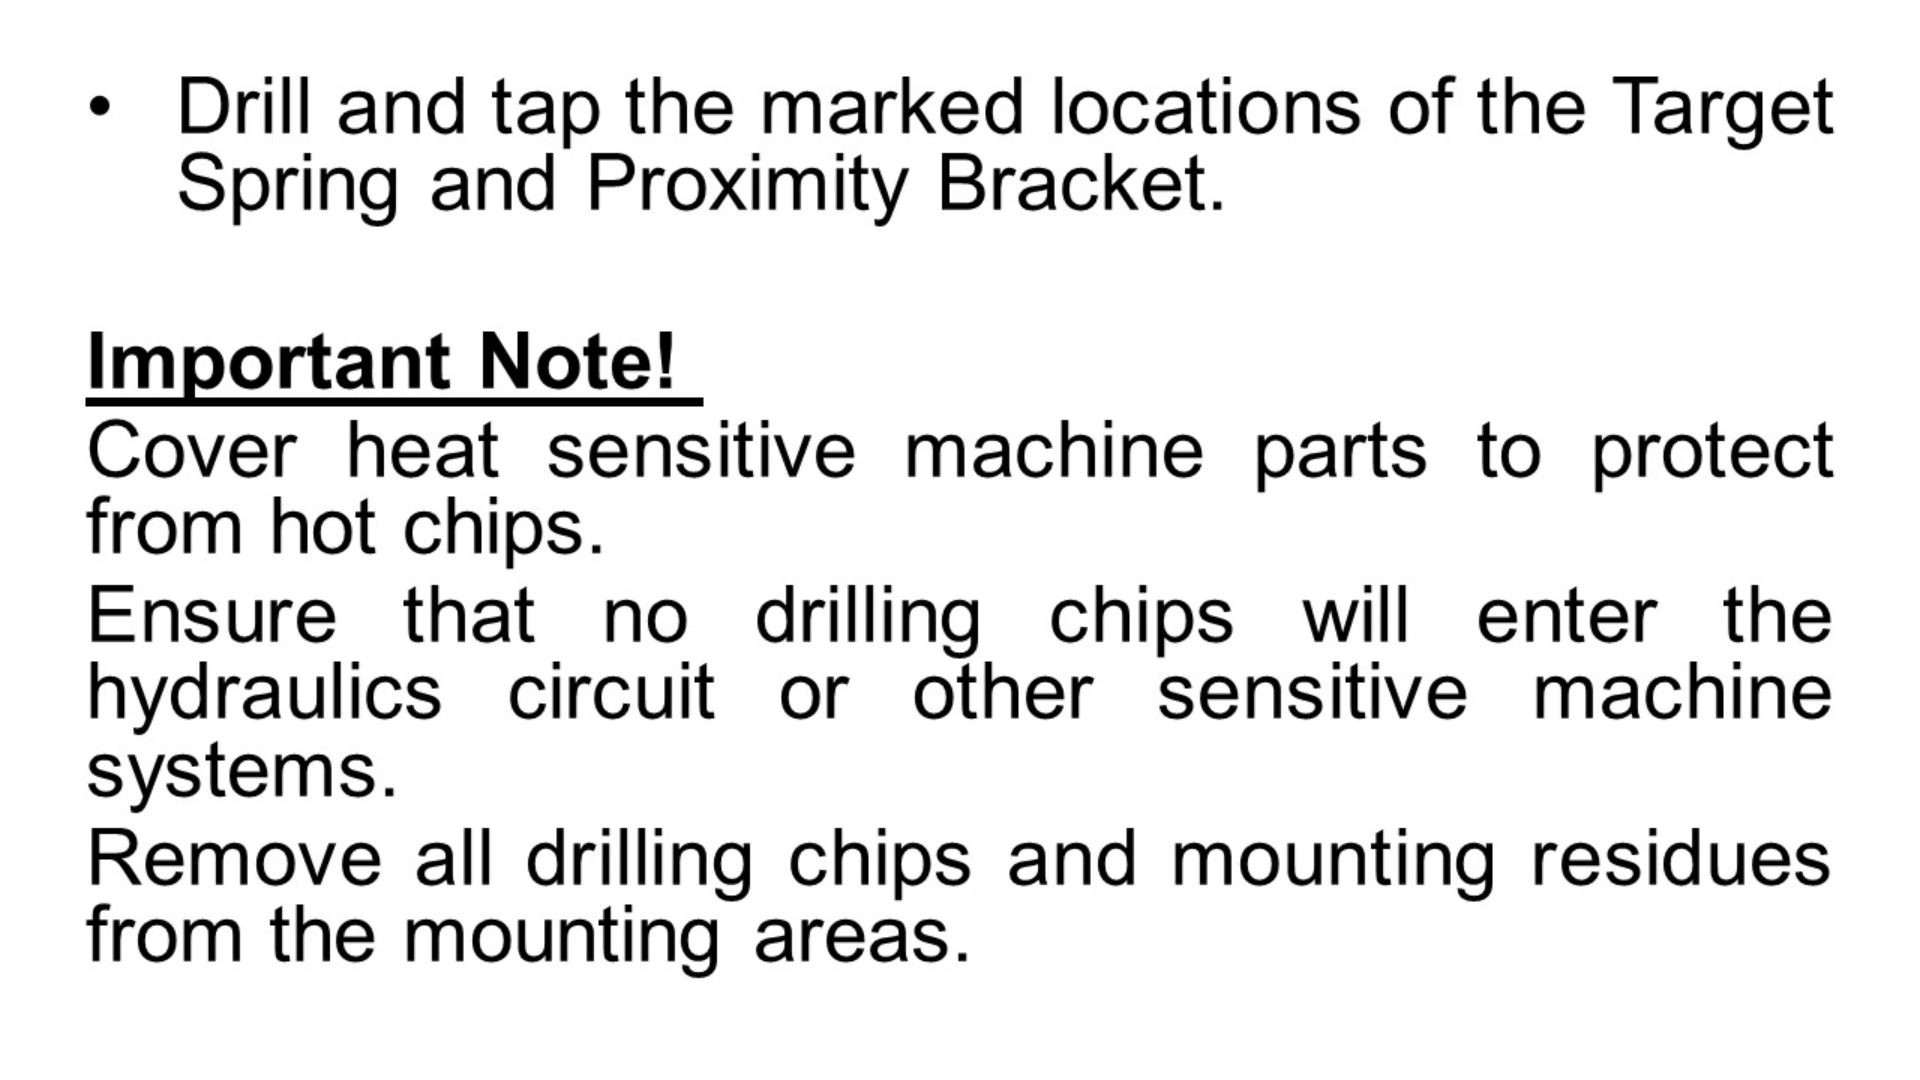 • Drill and tap the marked locations of the Target
Spring and Proximity Bracket.
Important Note!
Cover heat sensitive machine parts to protect
from hot chips.
Ensure that no drilling chips will enter the
hydraulics circuit or other sensitive machine
systems.
Remove all drilling chips and mounting residues
from the mounting areas.